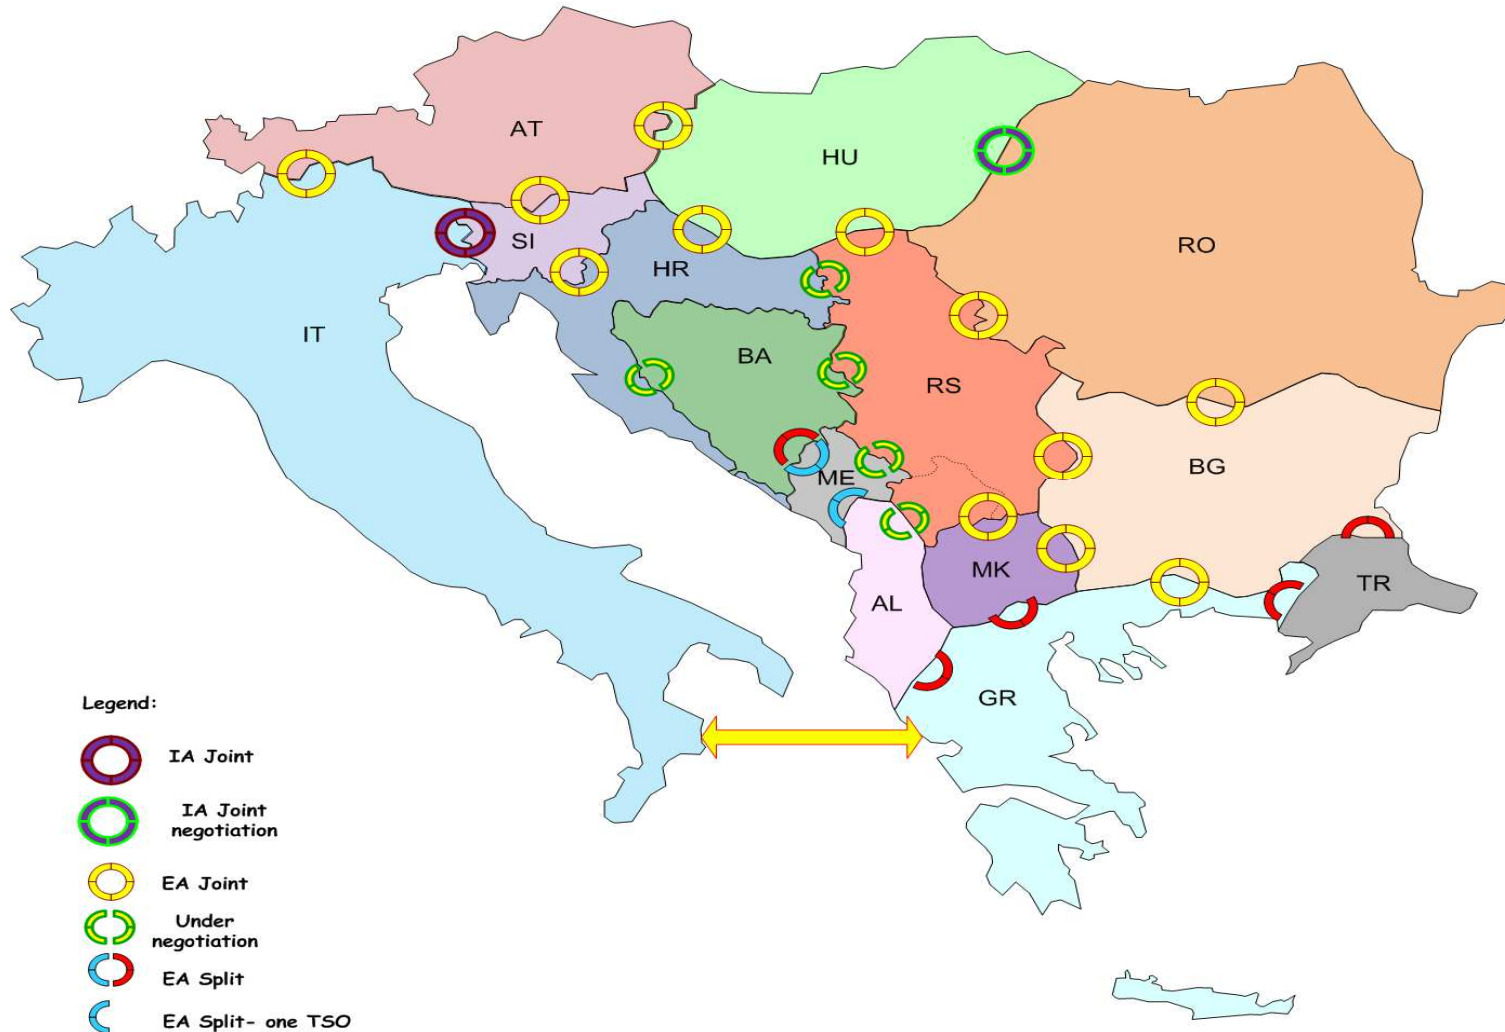 AT
HU
RO
SI
HR
IT
BA
RS
BG
ME
MK
TR
AL
GR
Legend:
IA Joint
IA Joint
negotiation
EA Joint
Under
negotiation
EA Split
EA Split- one TSO